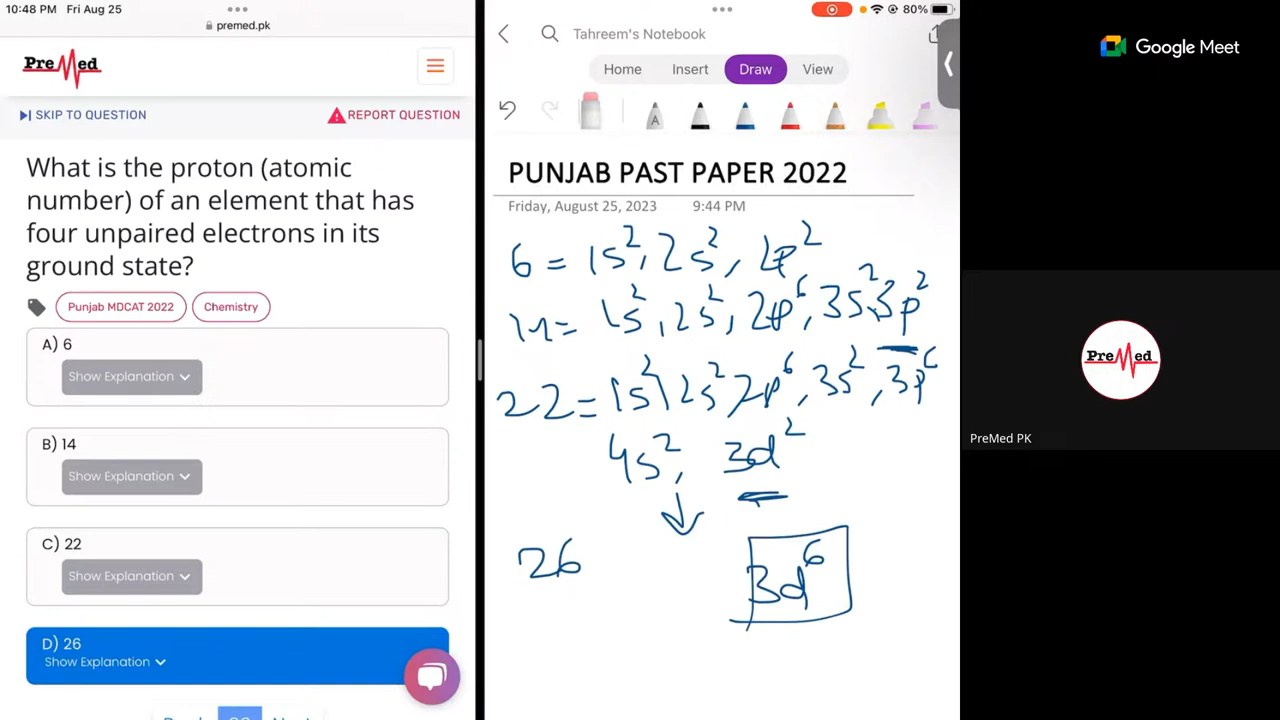 10:48 PM Fri Aug 25
premed.pk
PreMed
SKIP TO QUESTION
REPORT QUESTION
What is the proton (atomic
number) of an element that has
four unpaired electrons in its
ground state?
Punjab MDCAT 2022
Chemistry
A) 6
Show Explanation
B) 14
Show Explanation
C) 22
Show Explanation
D) 26
Show Explanation
80%
Tahreem's Notebook
Home Insert Draw View
A
PUNJAB PAST PAPER 2022
Friday, August 25, 2023 9:44 PM
6 = 1s², 2s², 2p²
14= 1s², 2s², 2p⁶, 3s², 3p²
22= 1s², 2s² 2p⁶, 3s², 3p⁶
4s², 3d²
26 3d⁶
Google Meet
PreMed
PreMed PK